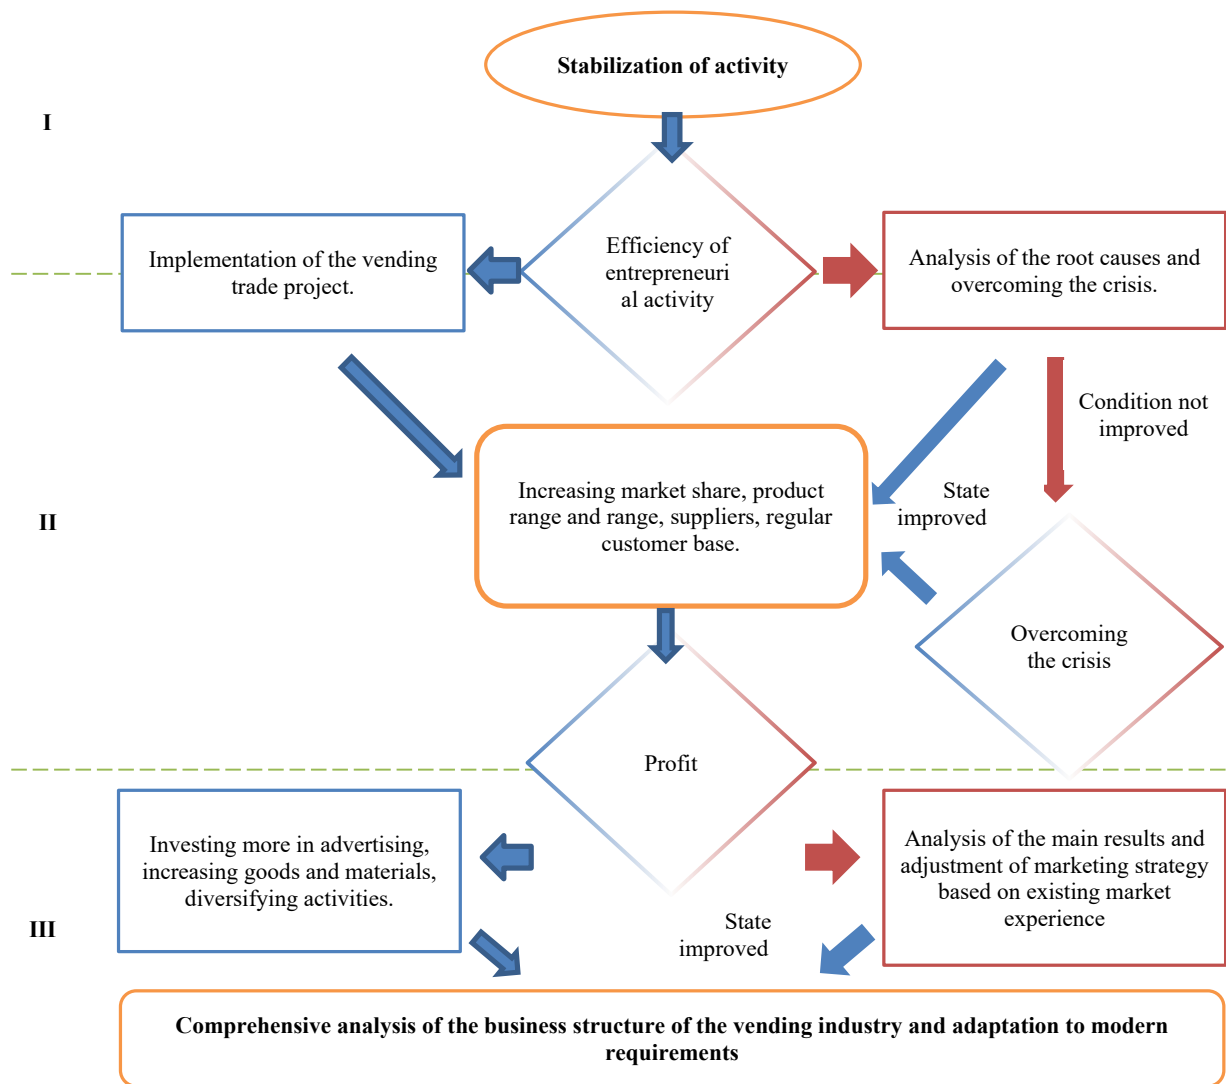 Stabilization of activity
I
Efficiency of
entrepreneuri
al activity
Implementation of the vending
trade project.
Analysis of the root causes and
overcoming the crisis.
Condition not
improved
II
Increasing market share, product
range and range, suppliers, regular
customer base.
State
improved
Overcoming
the crisis
Profit
Investing more in advertising,
increasing goods and materials,
diversifying activities.
Analysis of the main results and
adjustment of marketing strategy
based on existing market
experience
III
State
improved
Comprehensive analysis of the business structure of the vending industry and adaptation to modern
requirements